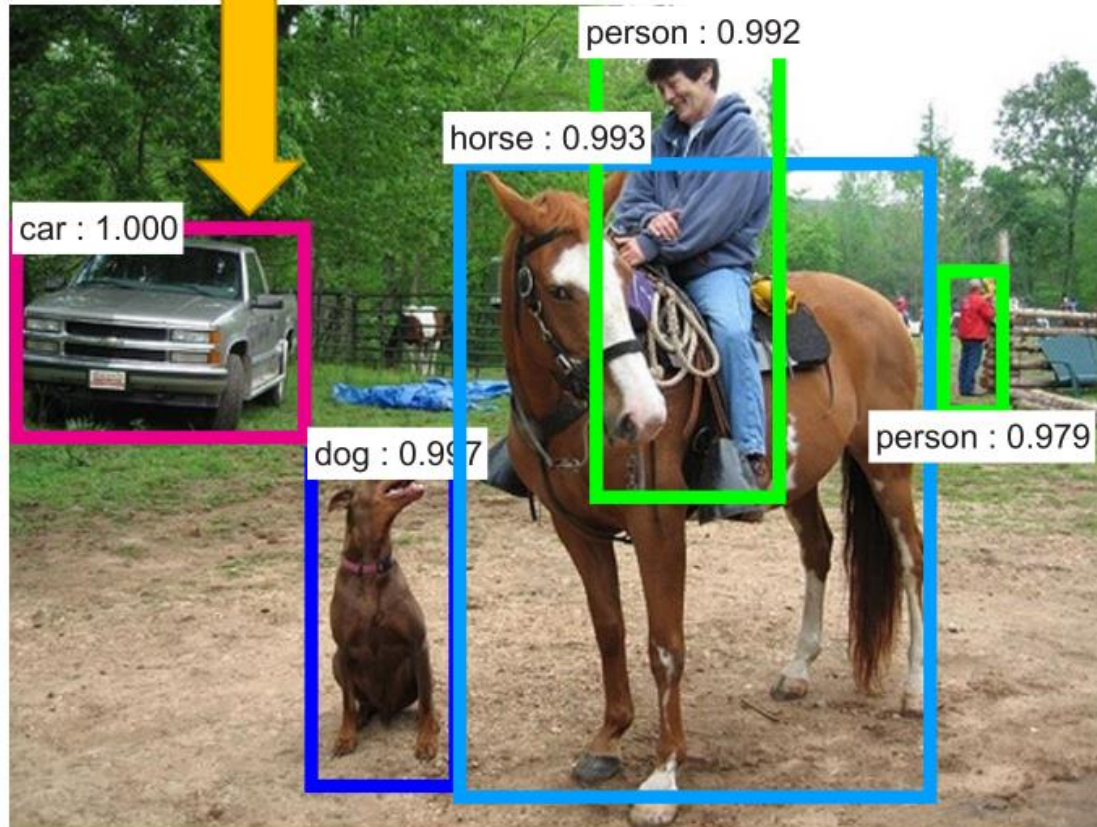 person : 0.992
horse : 0.993
car : 1.000
dog : 0.997
person : 0.979